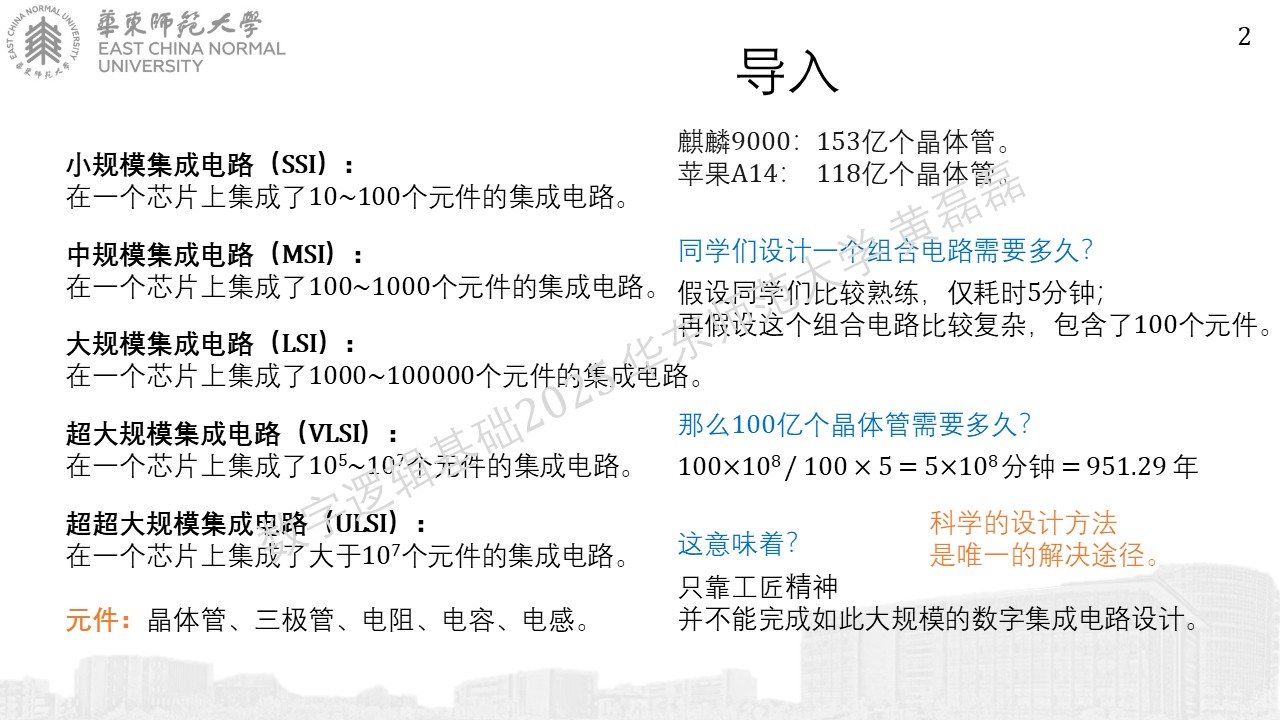 華東師範大學
EAST CHINA NORMAL
UNIVERSITY
EAST CHINA NORMAL UNIVERSITY
華東師範大學
2
导入
小规模集成电路（SSI）：
在一个芯片上集成了10~100个元件的集成电路。
中规模集成电路（MSI）：
在一个芯片上集成了100~1000个元件的集成电路。
大规模集成电路（LSI）：
在一个芯片上集成了1000~100000个元件的集成电路。
超大规模集成电路（VLSI）：
在一个芯片上集成了10⁵~10⁷个元件的集成电路。
超超大规模集成电路（ULSI）：
在一个芯片上集成了大于10⁷个元件的集成电路。
元件：晶体管、三极管、电阻、电容、电感。
麒麟9000：153亿个晶体管。
苹果A14： 118亿个晶体管。
同学们设计一个组合电路需要多久？
假设同学们比较熟练，仅耗时5分钟；
再假设这个组合电路比较复杂，包含了100个元件。
那么100亿个晶体管需要多久？
100×10⁸ / 100 × 5 = 5×10⁸ 分钟 = 951.29 年
这意味着？
科学的设计方法
是唯一的解决途径。
只靠工匠精神
并不能完成如此大规模的数字集成电路设计。
数字逻辑基础2025 华东师范大学 黄磊磊